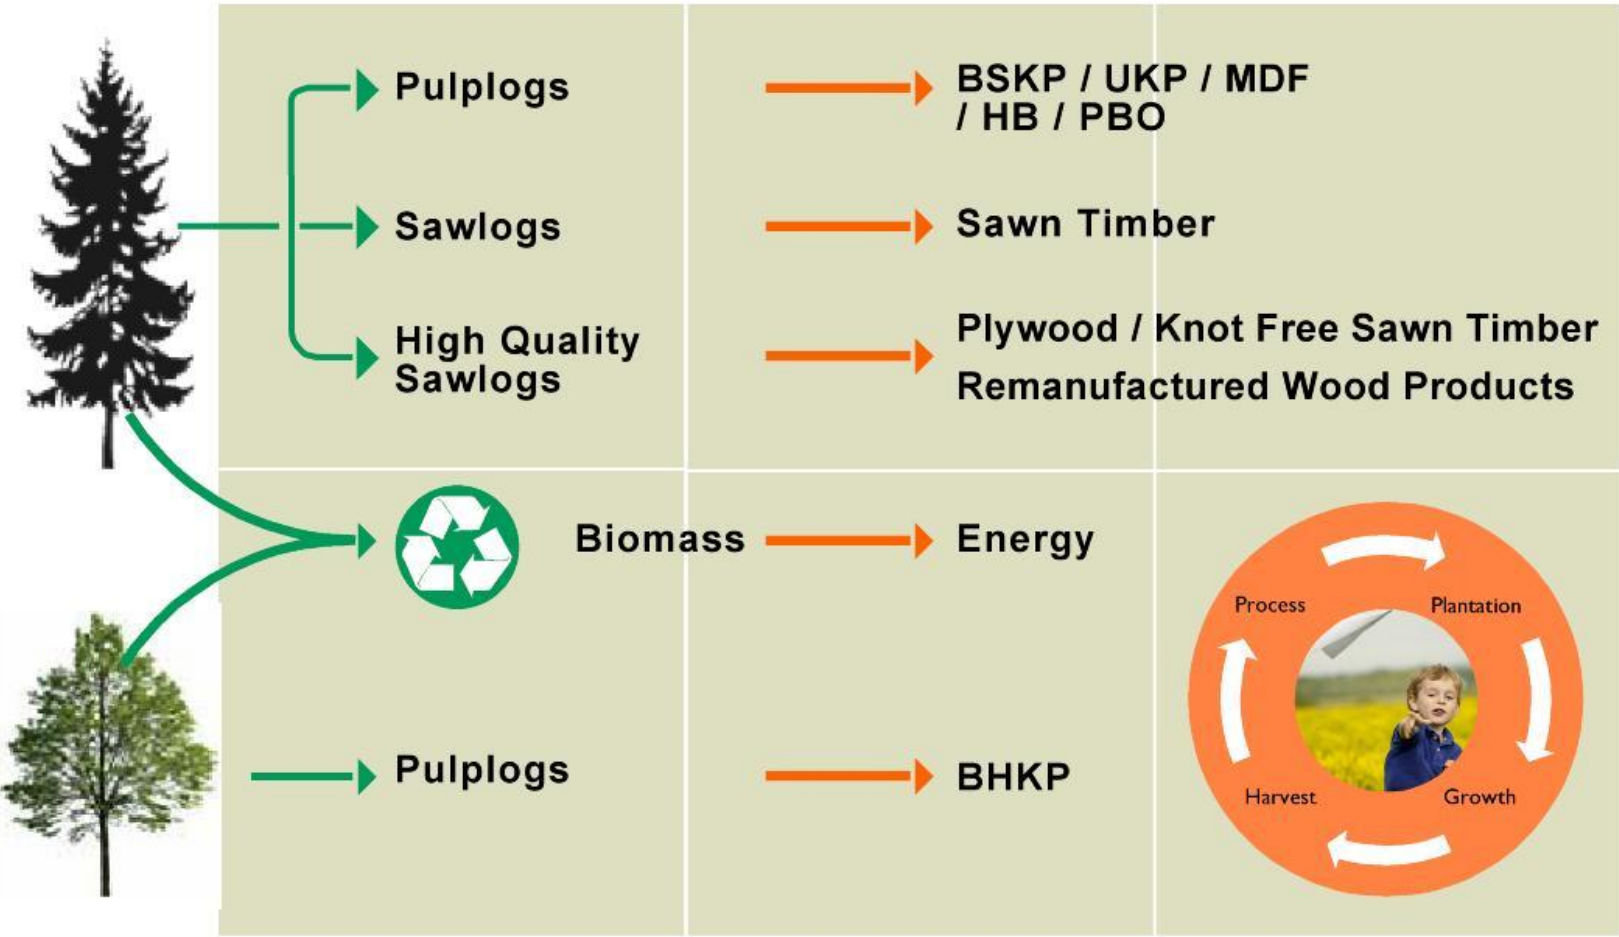 Pulplogs
BSKP / UKP / MDF
/ HB / PBO
Sawlogs
Sawn Timber
High Quality
Sawlogs
Plywood / Knot Free Sawn Timber
Remanufactured Wood Products
Biomass
Energy
Process
Plantation
Harvest
Growth
Pulplogs
BHKP